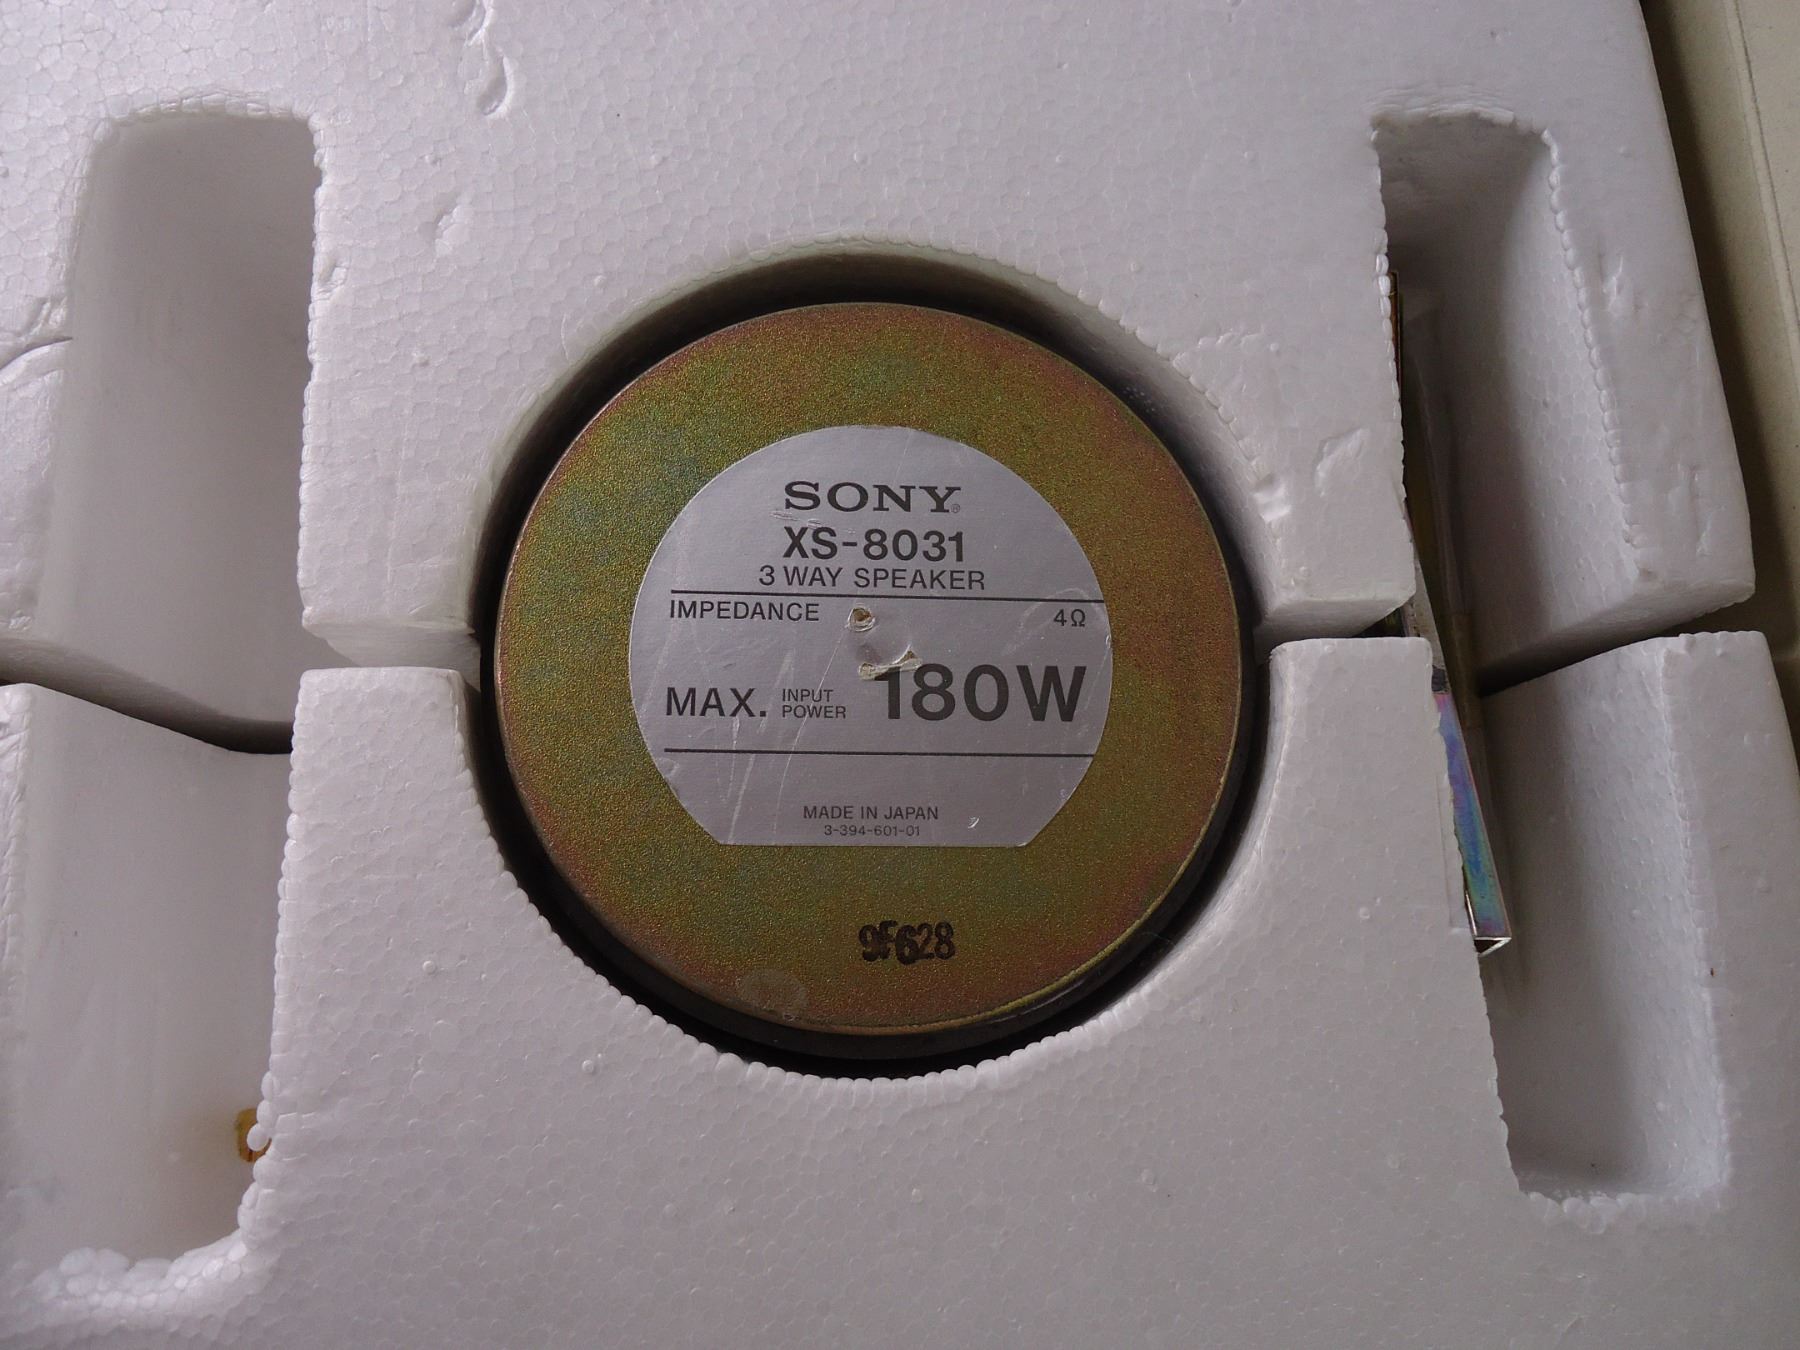 SONY®
XS-8031
3 WAY SPEAKER
IMPEDANCE 4Ω
MAX. INPUT POWER 180W
MADE IN JAPAN
3-394-601-01
9F628